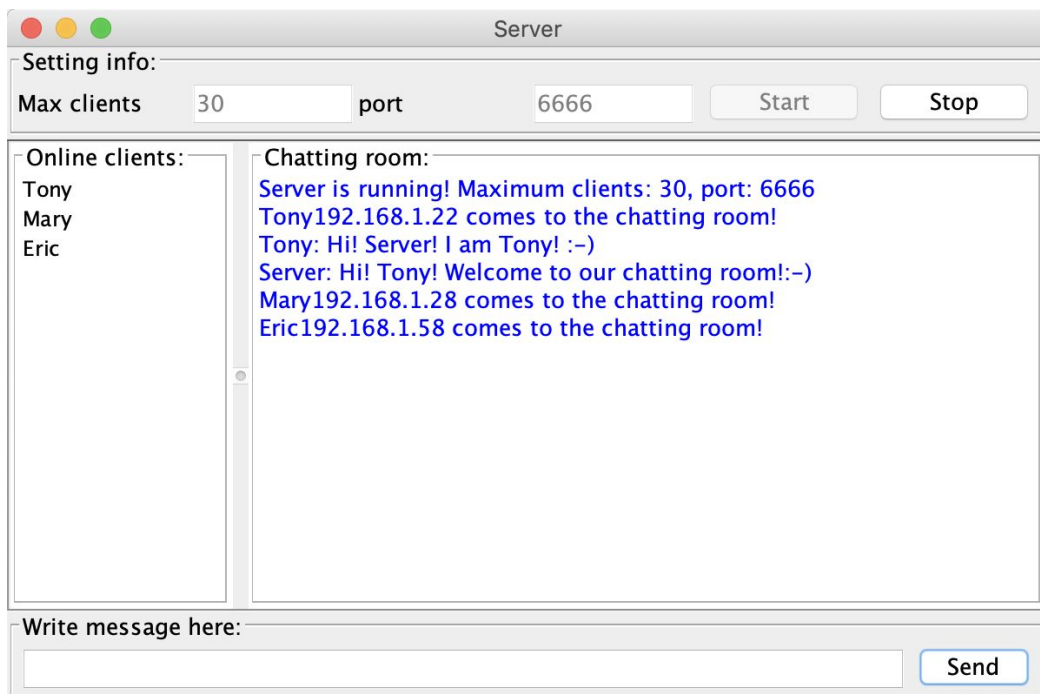 Server
Setting info:
Max clients 30 port 6666 Start Stop
Online clients:
Tony
Mary
Eric
Chatting room:
Server is running! Maximum clients: 30, port: 6666
Tony192.168.1.22 comes to the chatting room!
Tony: Hi! Server! I am Tony! :-)
Server: Hi! Tony! Welcome to our chatting room!:-)
Mary192.168.1.28 comes to the chatting room!
Eric192.168.1.58 comes to the chatting room!
Write message here:
Send